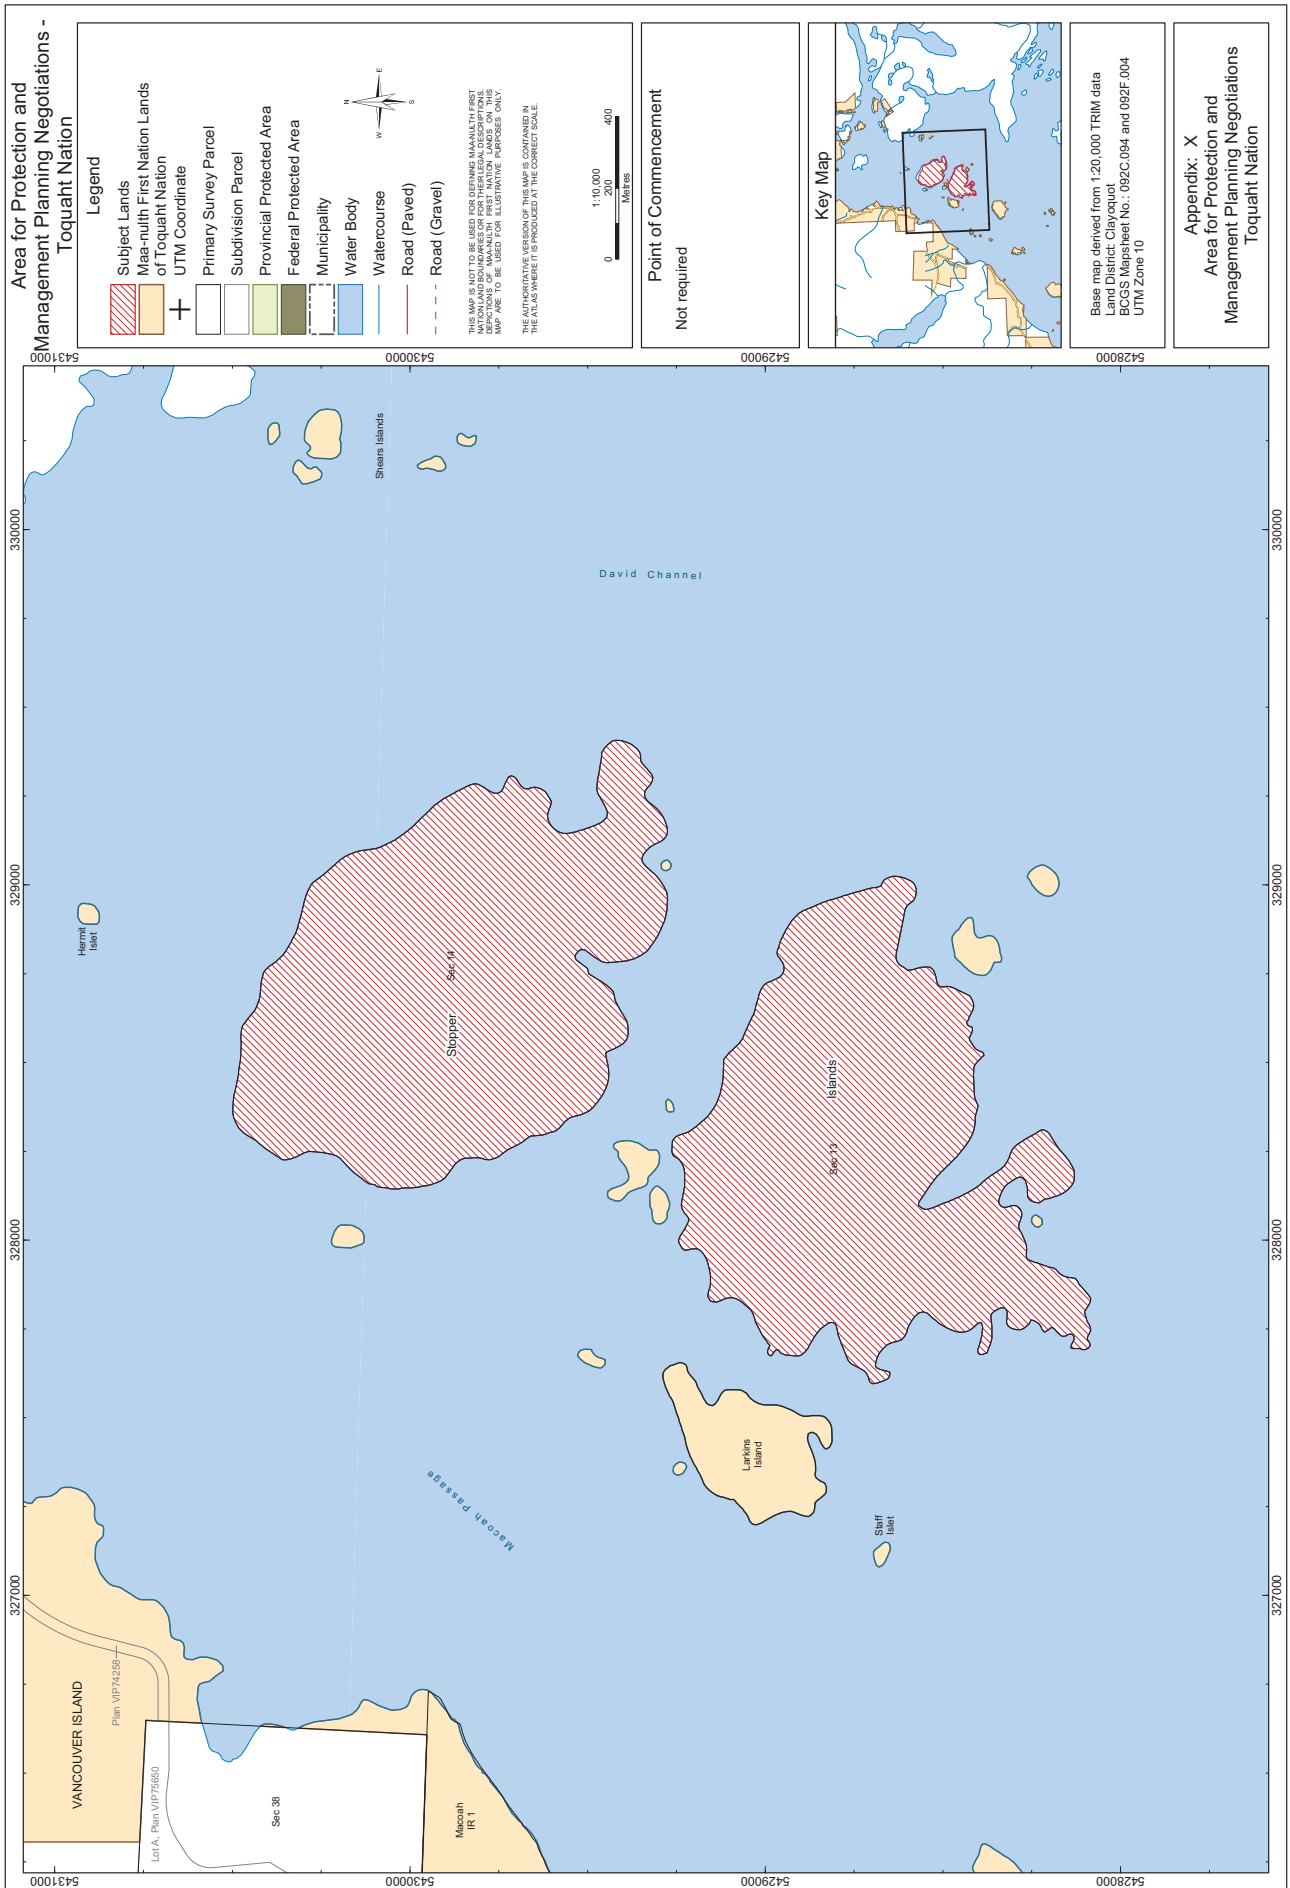 Area for Protection and
Management Planning Negotiations -
Toquaht Nation
Legend
Subject Lands
Maa-nulth First Nation Lands
of Toquaht Nation
UTM Coordinate
Primary Survey Parcel
Subdivision Parcel
Provincial Protected Area
Federal Protected Area
Municipality
Water Body
Watercourse
Road (Paved)
Road (Gravel)
N
W
E
S
THIS MAP IS NOT TO BE USED FOR DEFINING MAA-NULTH FIRST
NATION LAND BOUNDARIES OR FOR THEIR LEGAL DESCRIPTIONS.
DEPICTIONS OF MAA-NULTH FIRST NATION LANDS ON THIS
MAP ARE TO BE USED FOR ILLUSTRATIVE PURPOSES ONLY.
THE AUTHORITATIVE VERSION OF THIS MAP IS CONTAINED IN
THE ATLAS WHERE IT IS PRODUCED AT THE CORRECT SCALE.
1:10,000
0 200 400
Metres
Point of Commencement
Not required
Key Map
Base map derived from 1:20,000 TRIM data
Land District: Clayoquot
BCGS Mapsheet No.: 092C.094 and 092F.004
UTM Zone 10
Appendix: X
Area for Protection and
Management Planning Negotiations
Toquaht Nation
5431000
5430000
5429000
5428000
327000
328000
329000
330000
VANCOUVER ISLAND
Plan VIP74258
Lot A, Plan VIP75650
Sec 38
Macoah
IR 1
Macoah Passage
Hermit
Islet
Stopper
Sec 14
Shears Islands
David Channel
Islands
Sec 13
Larkins
Island
Staff
Islet
327000
328000
329000
330000
5431000
5430000
5429000
5428000